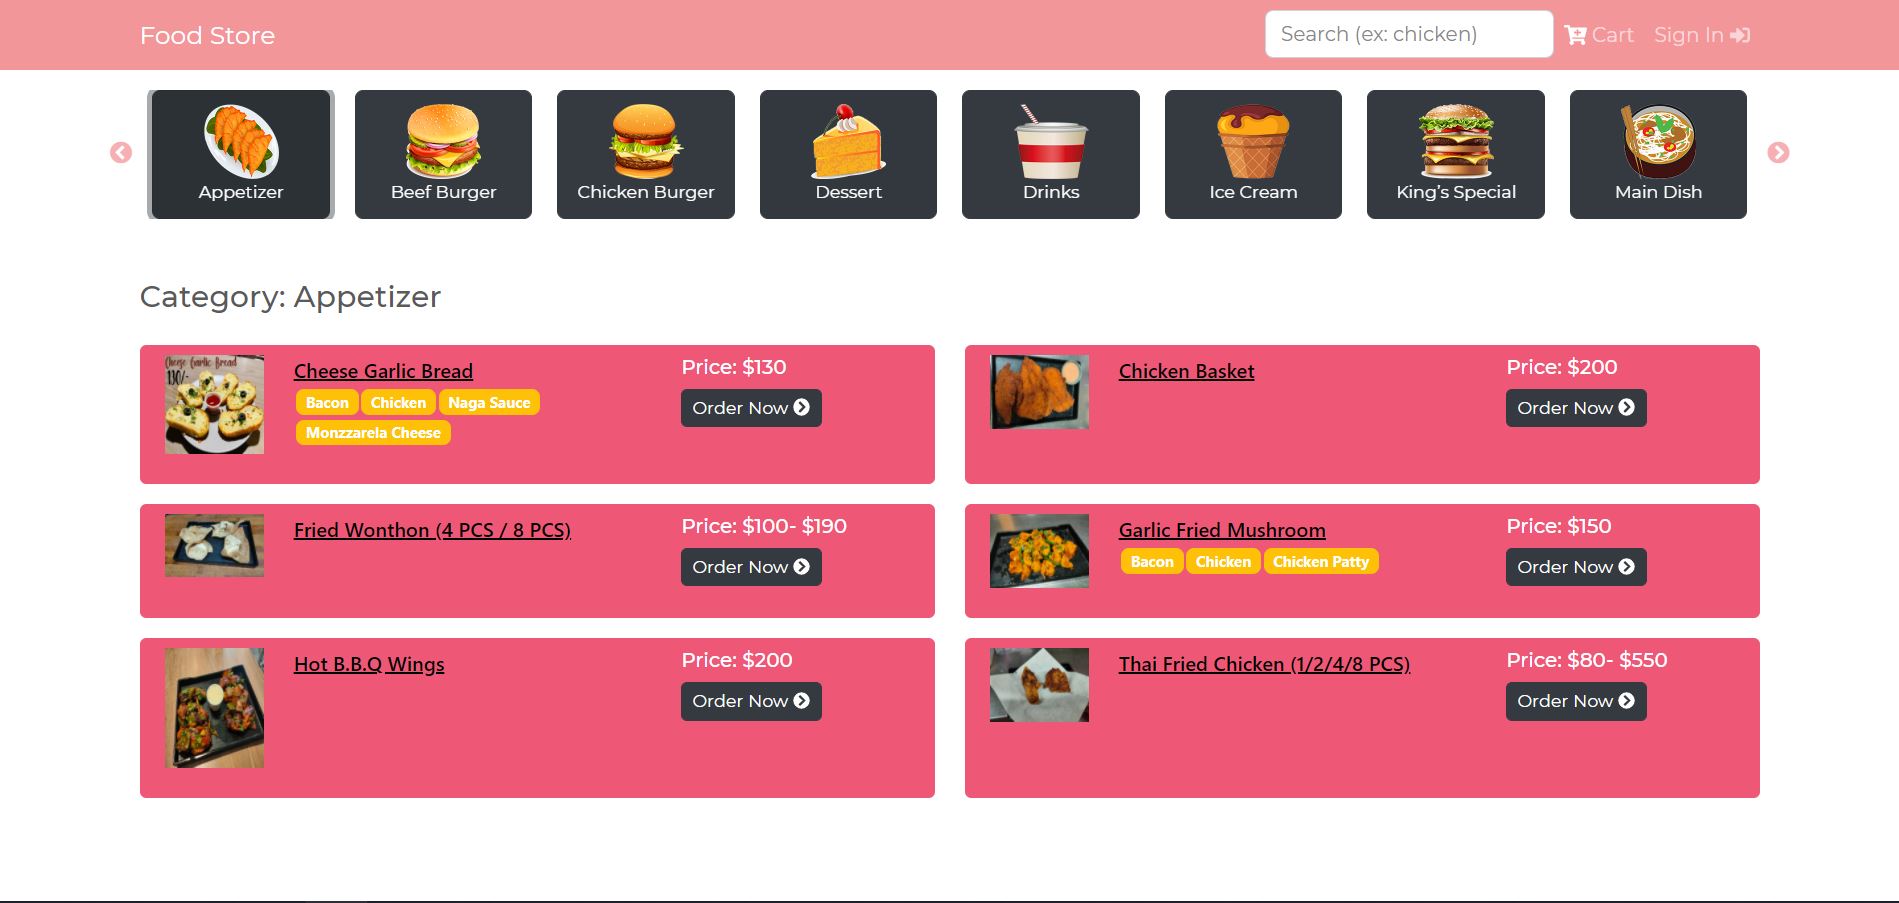 Food Store
Search (ex: chicken)
Cart
Sign In
Appetizer
Beef Burger
Chicken Burger
Dessert
Drinks
Ice Cream
King's Special
Main Dish
Category: Appetizer
Cheese Garlic Bread
130/-
Cheese Garlic Bread
Bacon Chicken Naga Sauce
Monzzarela Cheese
Price: $130
Order Now
Chicken Basket
Price: $200
Order Now
Fried Wonthon (4 PCS / 8 PCS)
Price: $100- $190
Order Now
Garlic Fried Mushroom
Bacon Chicken Chicken Patty
Price: $150
Order Now
Hot B.B.Q Wings
Price: $200
Order Now
Thai Fried Chicken (1/2/4/8 PCS)
Price: $80- $550
Order Now